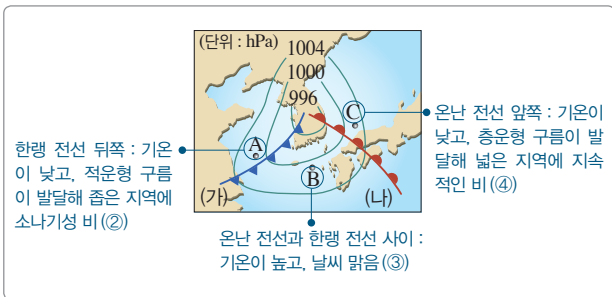 (단위 : hPa)
1004
1000
996
A
B
C
(가)
(나)
한랭 전선 뒤쪽 : 기온
이 낮고, 적운형 구름
이 발달해 좁은 지역에
소나기성 비(②)
온난 전선 앞쪽 : 기온이
낮고, 층운형 구름이 발
달해 넓은 지역에 지속
적인 비(④)
온난 전선과 한랭 전선 사이 :
기온이 높고, 날씨 맑음(③)